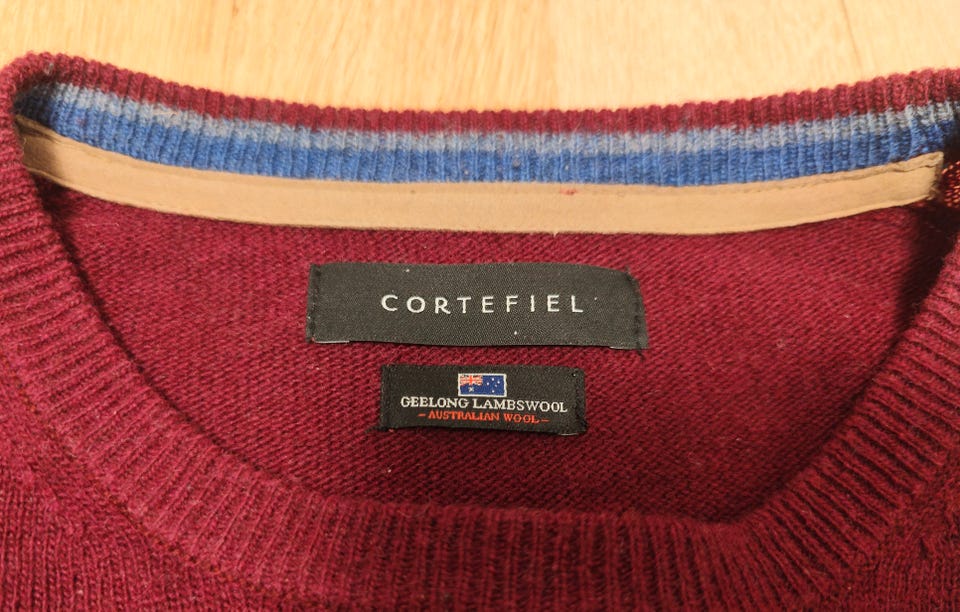 CORTEFIEL
GEELONG LAMBSWOOL
- AUSTRALIAN WOOL -